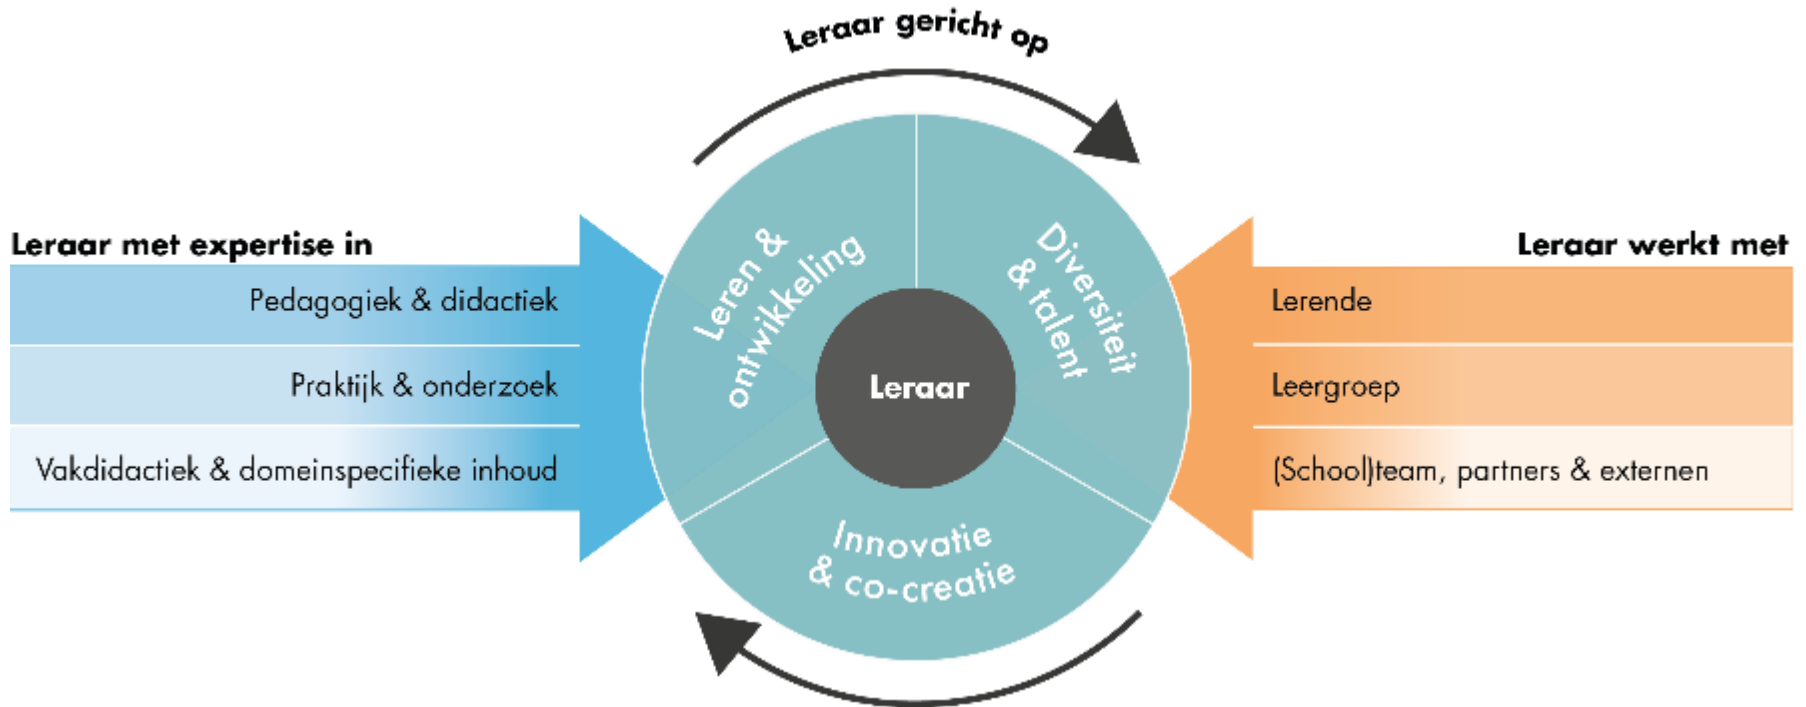 Leraar gericht op
Leraar met expertise in
Pedagogiek & didactiek
Praktijk & onderzoek
Vakdidactiek & domeinspecifieke inhoud
Leren &
ontwikkeling
Diversiteit
& talent
Leraar
Innovatie
& co-creatie
Leraar werkt met
Lerende
Leergroep
(School)team, partners & externen